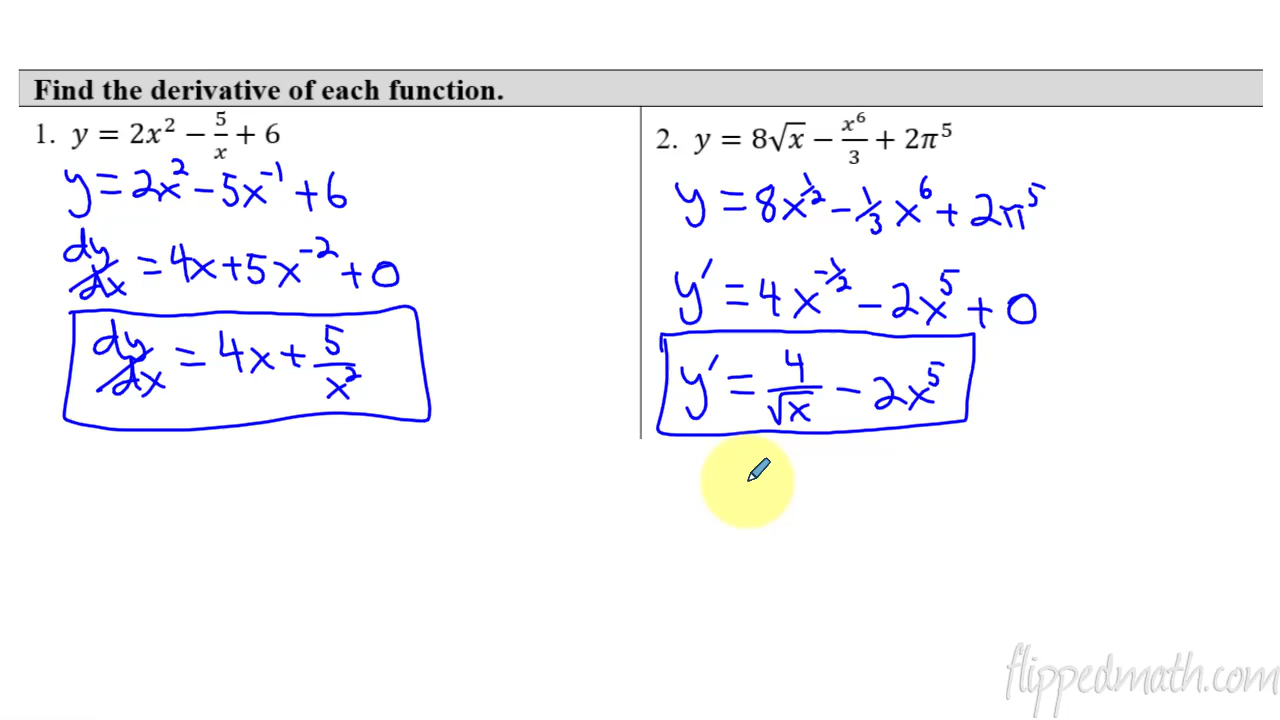 Find the derivative of each function.
1. y = 2x² − 5/x + 6
y = 2x² − 5x⁻¹ + 6
dy/dx = 4x + 5x⁻² + 0
dy/dx = 4x + 5/x²
2. y = 8√x − x⁶/3 + 2π⁵
y = 8x^(1/2) − 1/3 x⁶ + 2π⁵
y' = 4x^(-1/2) − 2x⁵ + 0
y' = 4/√x − 2x⁵
flippedmath.com